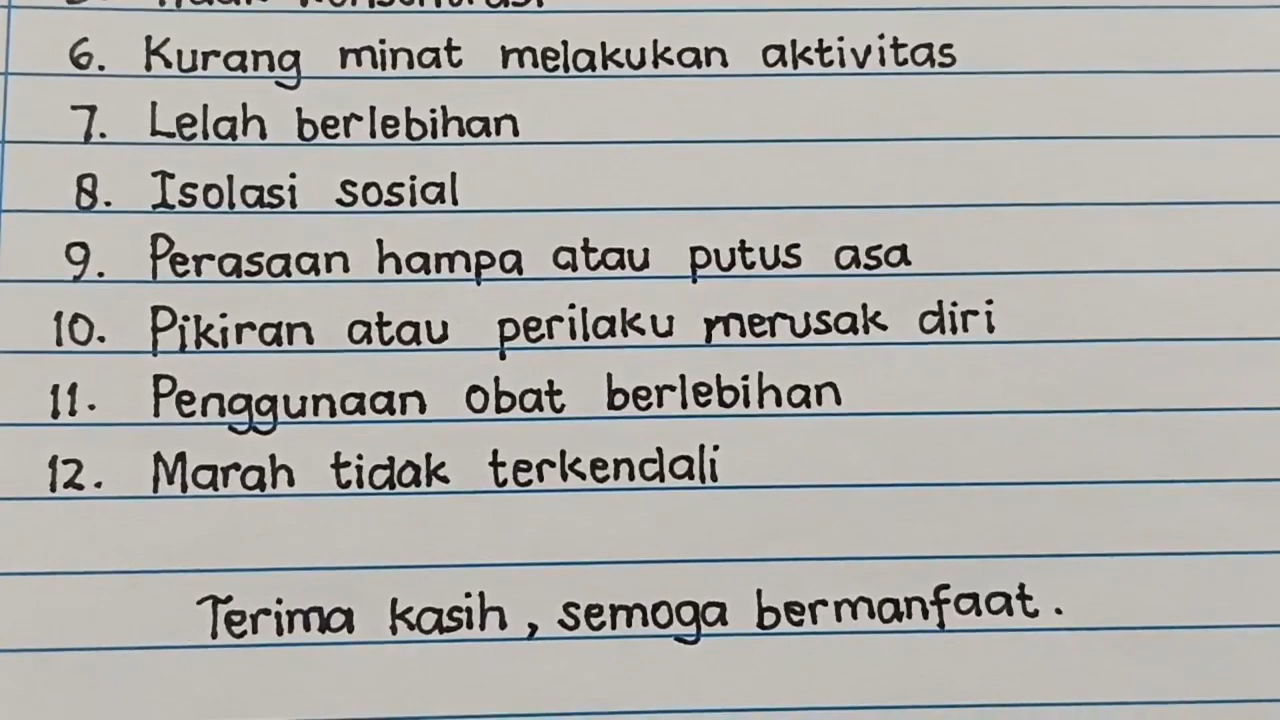 6. Kurang minat melakukan aktivitas
7. Lelah berlebihan
8. Isolasi sosial
9. Perasaan hampa atau putus asa
10. Pikiran atau perilaku merusak diri
11. Penggunaan obat berlebihan
12. Marah tidak terkendali
Terima kasih, semoga bermanfaat.